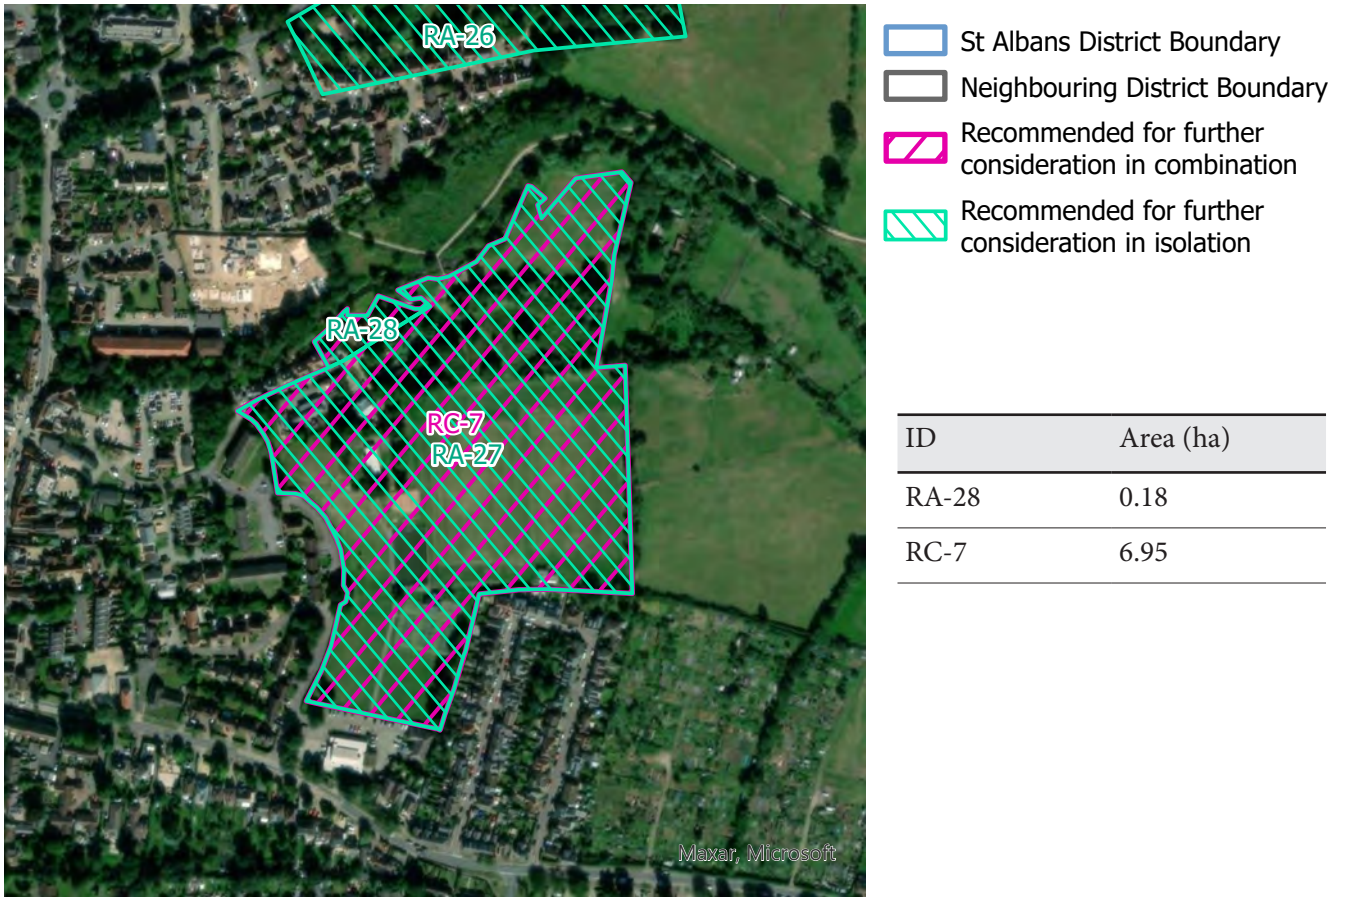 RA-26
RA-28
RC-7
RA-27
Maxar, Microsoft
St Albans District Boundary
Neighbouring District Boundary
Recommended for further
consideration in combination
Recommended for further
consideration in isolation
ID Area (ha)
RA-28 0.18
RC-7 6.95